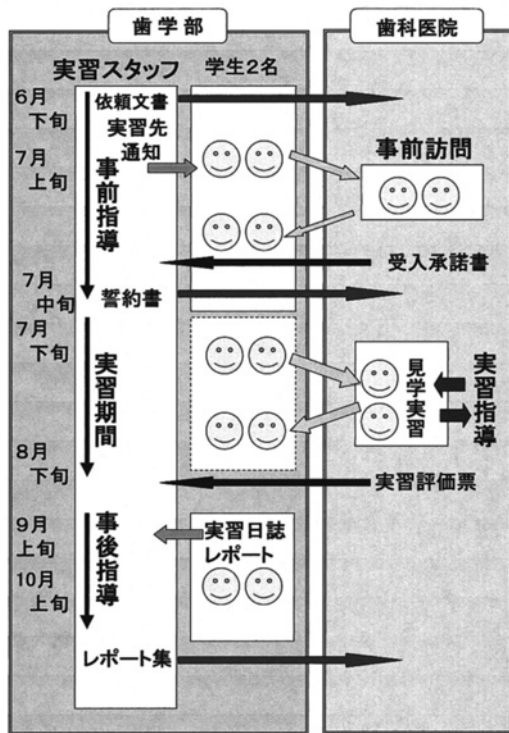 歯学部
歯科医院
実習スタッフ
学生2名
6月
下旬
依頼文書
実習先
通知
7月
上旬
事前指導
事前訪問
受入承諾書
7月
中旬
誓約書
7月
下旬
実習期間
見学実習
実習指導
8月
下旬
実習評価票
9月
上旬
事後指導
実習日誌
レポート
10月
上旬
レポート集